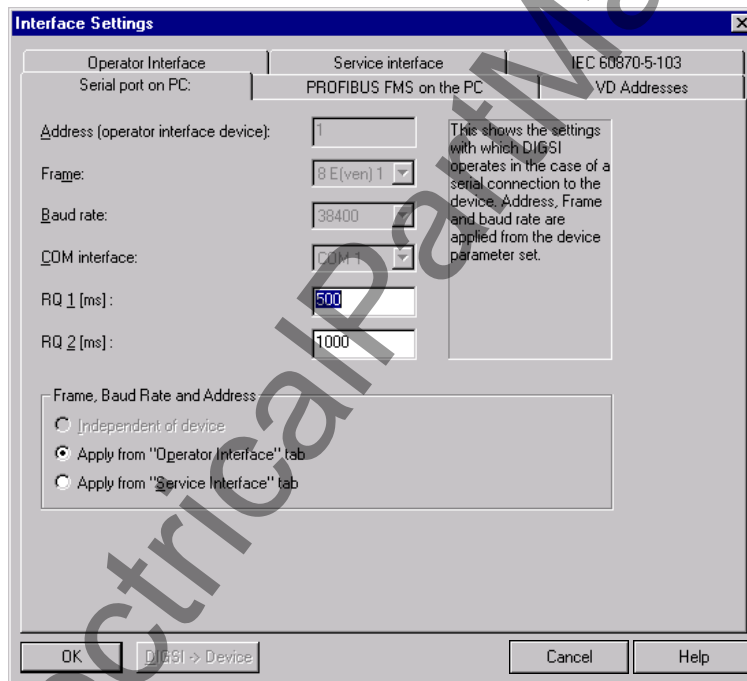 Interface Settings
Operator Interface
Service interface
IEC 60870-5-103
Serial port on PC:
PROFIBUS FMS on the PC
VD Addresses
Address (operator interface device):
1
Frame:
8 E(ven) 1
Baud rate:
38400
COM interface:
COM 1
RQ 1 [ms] :
500
RQ 2 [ms] :
1000
This shows the settings
with which DIGSI
operates in the case of a
serial connection to the
device. Address, Frame
and baud rate are
applied from the device
parameter set.
Frame, Baud Rate and Address
Independent of device
Apply from "Operator Interface" tab
Apply from "Service Interface" tab
OK
DIGSI -> Device
Cancel
Help